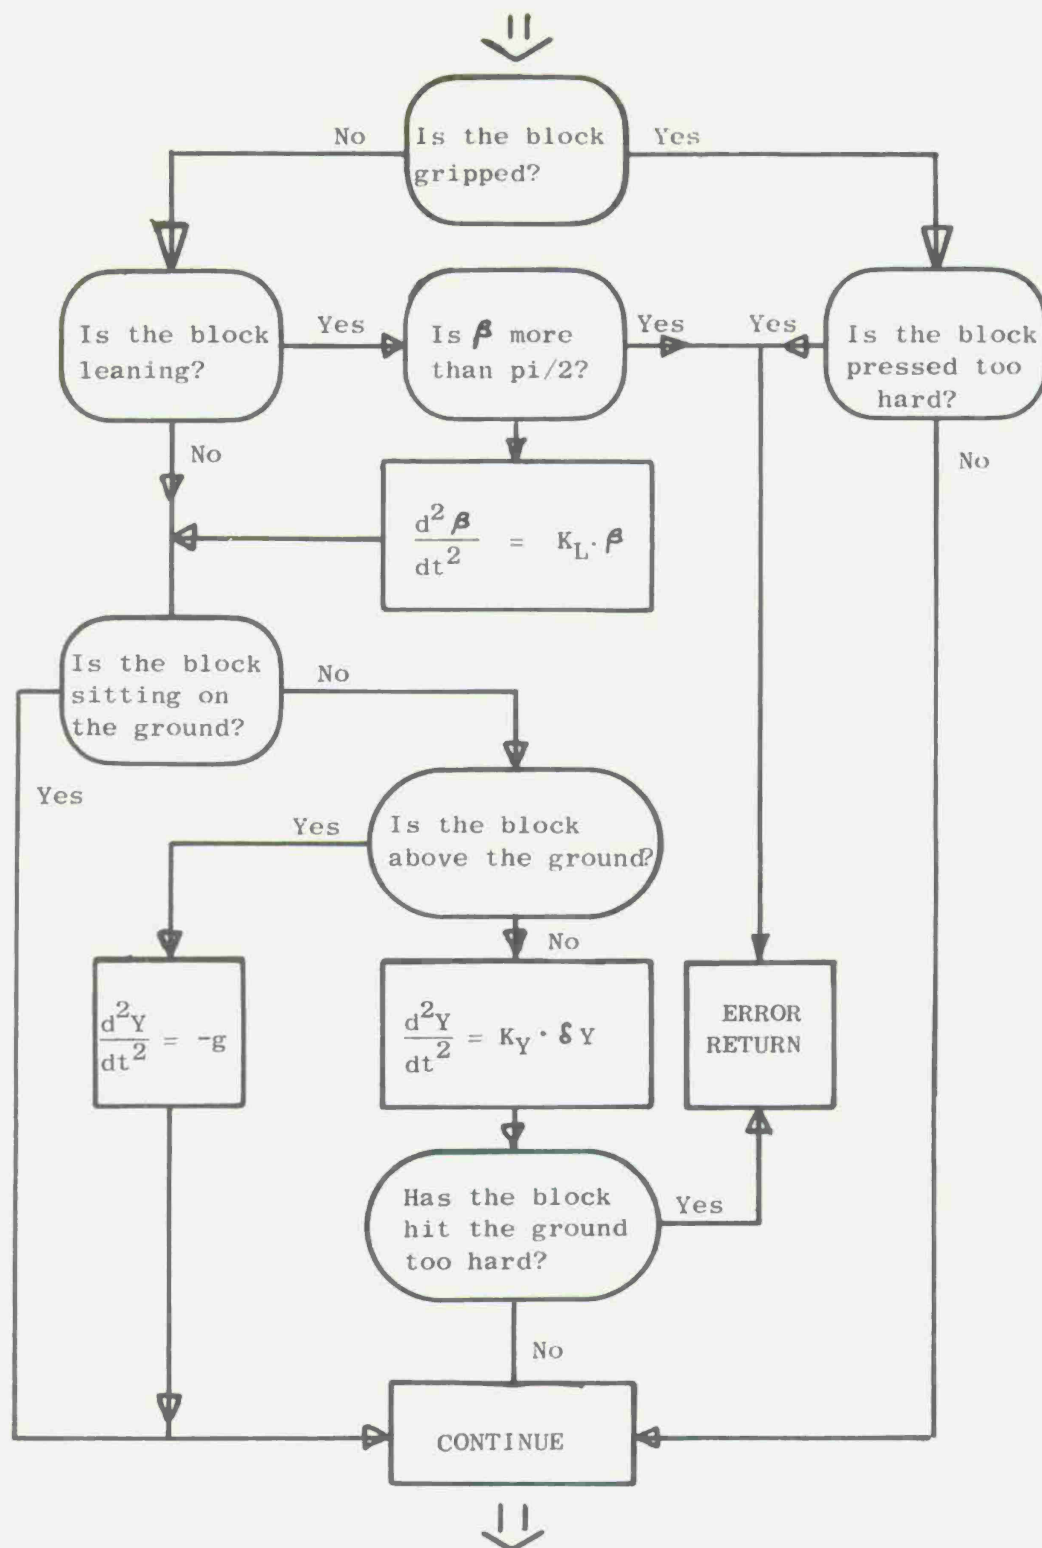 No
Is the block
gripped?
Yes
Is the block
leaning?
Yes
Is β more
than pi/2?
Yes
Yes
Is the block
pressed too
hard?
No
No
d²β/dt² = K_L · β
Is the block
sitting on
the ground?
No
Yes
Yes
Is the block
above the ground?
No
d²Y/dt² = -g
d²Y/dt² = K_Y · δY
ERROR
RETURN
Has the block
hit the ground
too hard?
Yes
No
CONTINUE